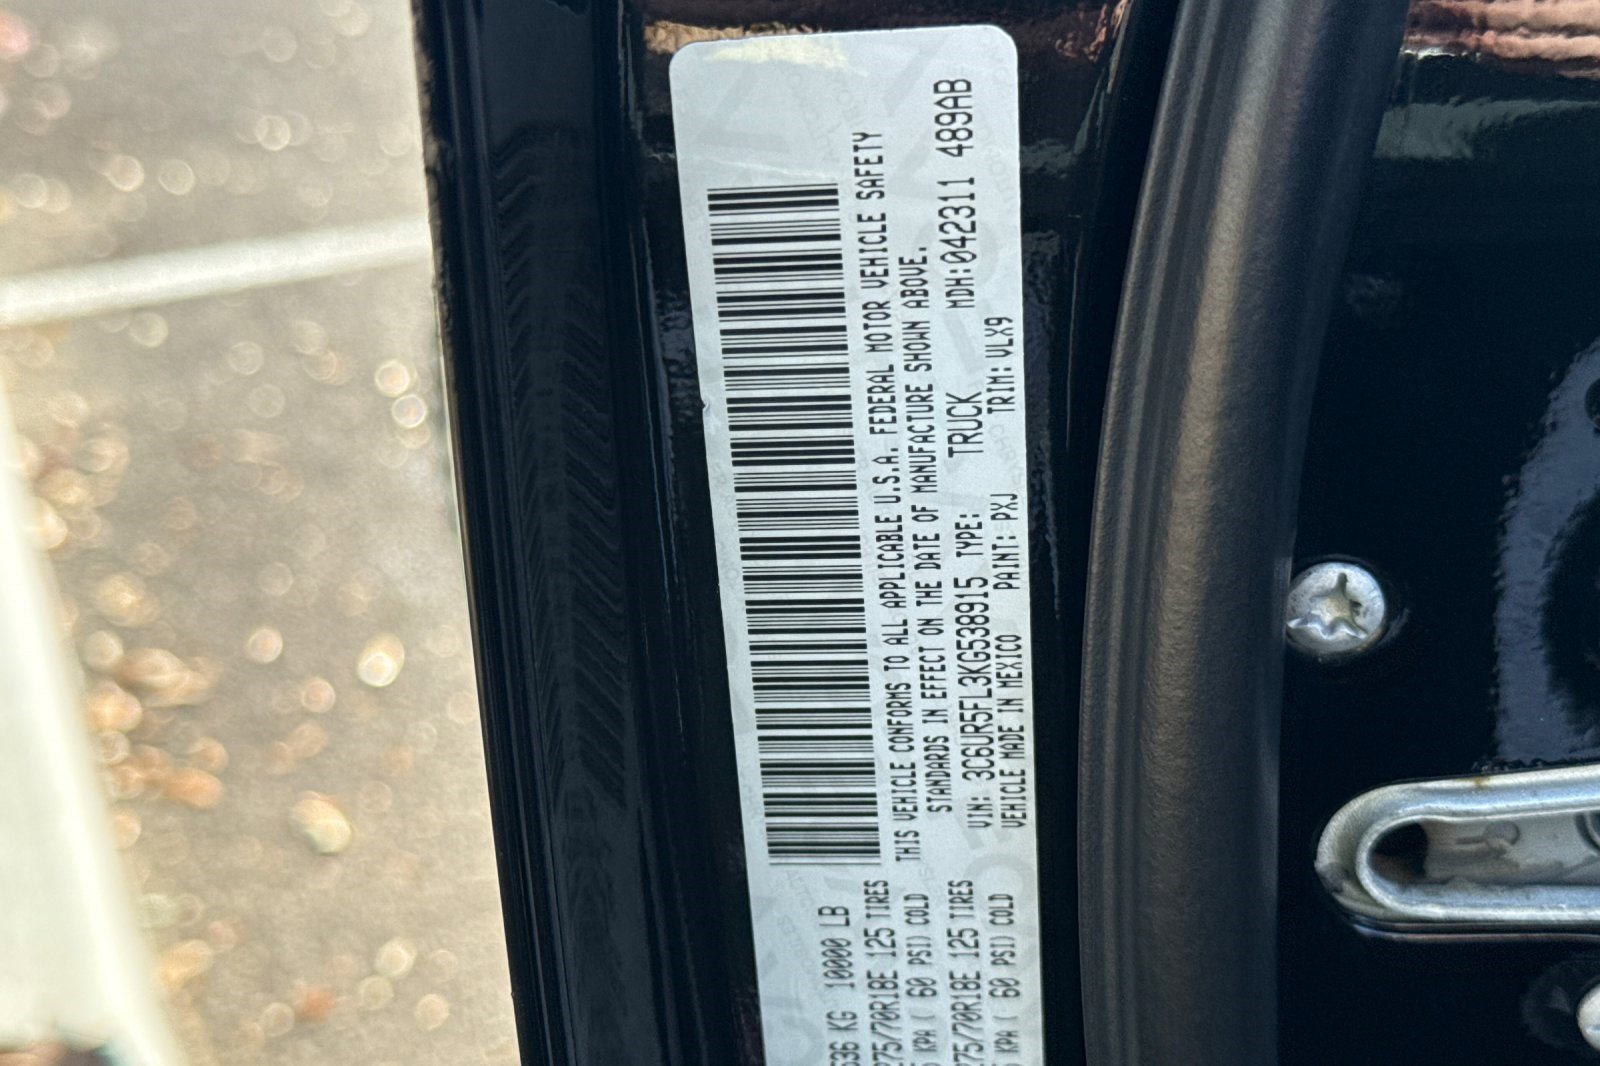 536 KG 10000 LB
275/70R18E 125 TIRES
KPA ( 60 PSI) COLD
275/70R18E 125 TIRES
KPA ( 60 PSI) COLD
THIS VEHICLE CONFORMS TO ALL APPLICABLE U.S.A. FEDERAL MOTOR VEHICLE SAFETY
STANDARDS IN EFFECT ON THE DATE OF MANUFACTURE SHOWN ABOVE.
VIN: 3C6UR5FL3KG538915 TYPE: TRUCK MDH:042311 489AB
VEHICLE MADE IN MEXICO PAINT: PXJ TRIM: VLX9